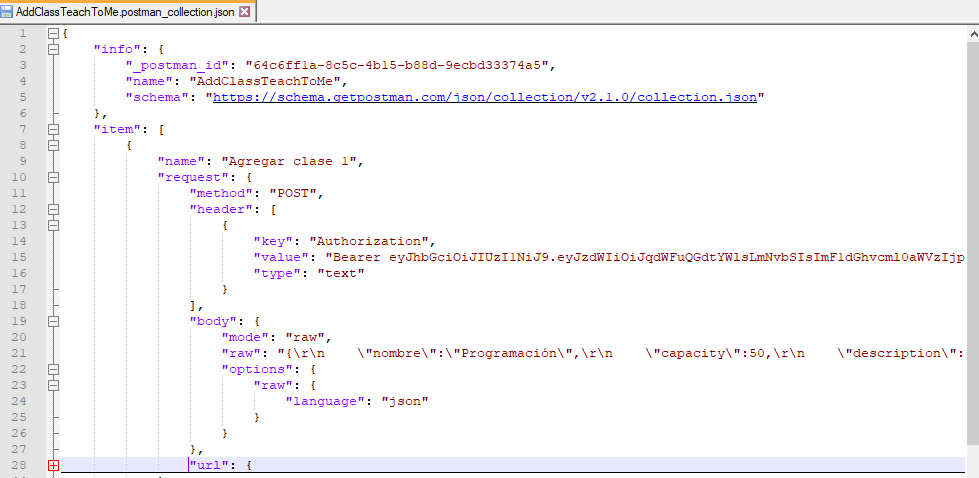 AddClassTeachToMe.postman_collection.json
1 {
2 "info": {
3 "_postman_id": "64c6ff1a-8c5c-4b15-b88d-9ecbd33374a5",
4 "name": "AddClassTeachToMe",
5 "schema": "https://schema.getpostman.com/json/collection/v2.1.0/collection.json"
6 },
7 "item": [
8 {
9 "name": "Agregar clase 1",
10 "request": {
11 "method": "POST",
12 "header": [
13 {
14 "key": "Authorization",
15 "value": "Bearer eyJhbGciOiJIUzI1NiJ9.eyJzdWIiOiJqdWFuQGdtYWlsLmNvbSIsImF1dGhvcml0aWVzIjp
16 "type": "text"
17 }
18 ],
19 "body": {
20 "mode": "raw",
21 "raw": "{\r\n    \"nombre\":\"Programación\",\r\n    \"capacity\":50,\r\n    \"description\":
22 "options": {
23 "raw": {
24 "language": "json"
25 }
26 }
27 },
28 "url": {